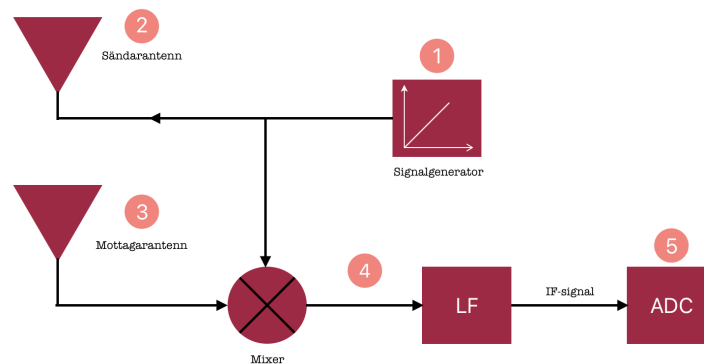 2
Sändarantenn
1
Signalgenerator
3
Mottagarantenn
4
5
LF
IF-signal
ADC
Mixer